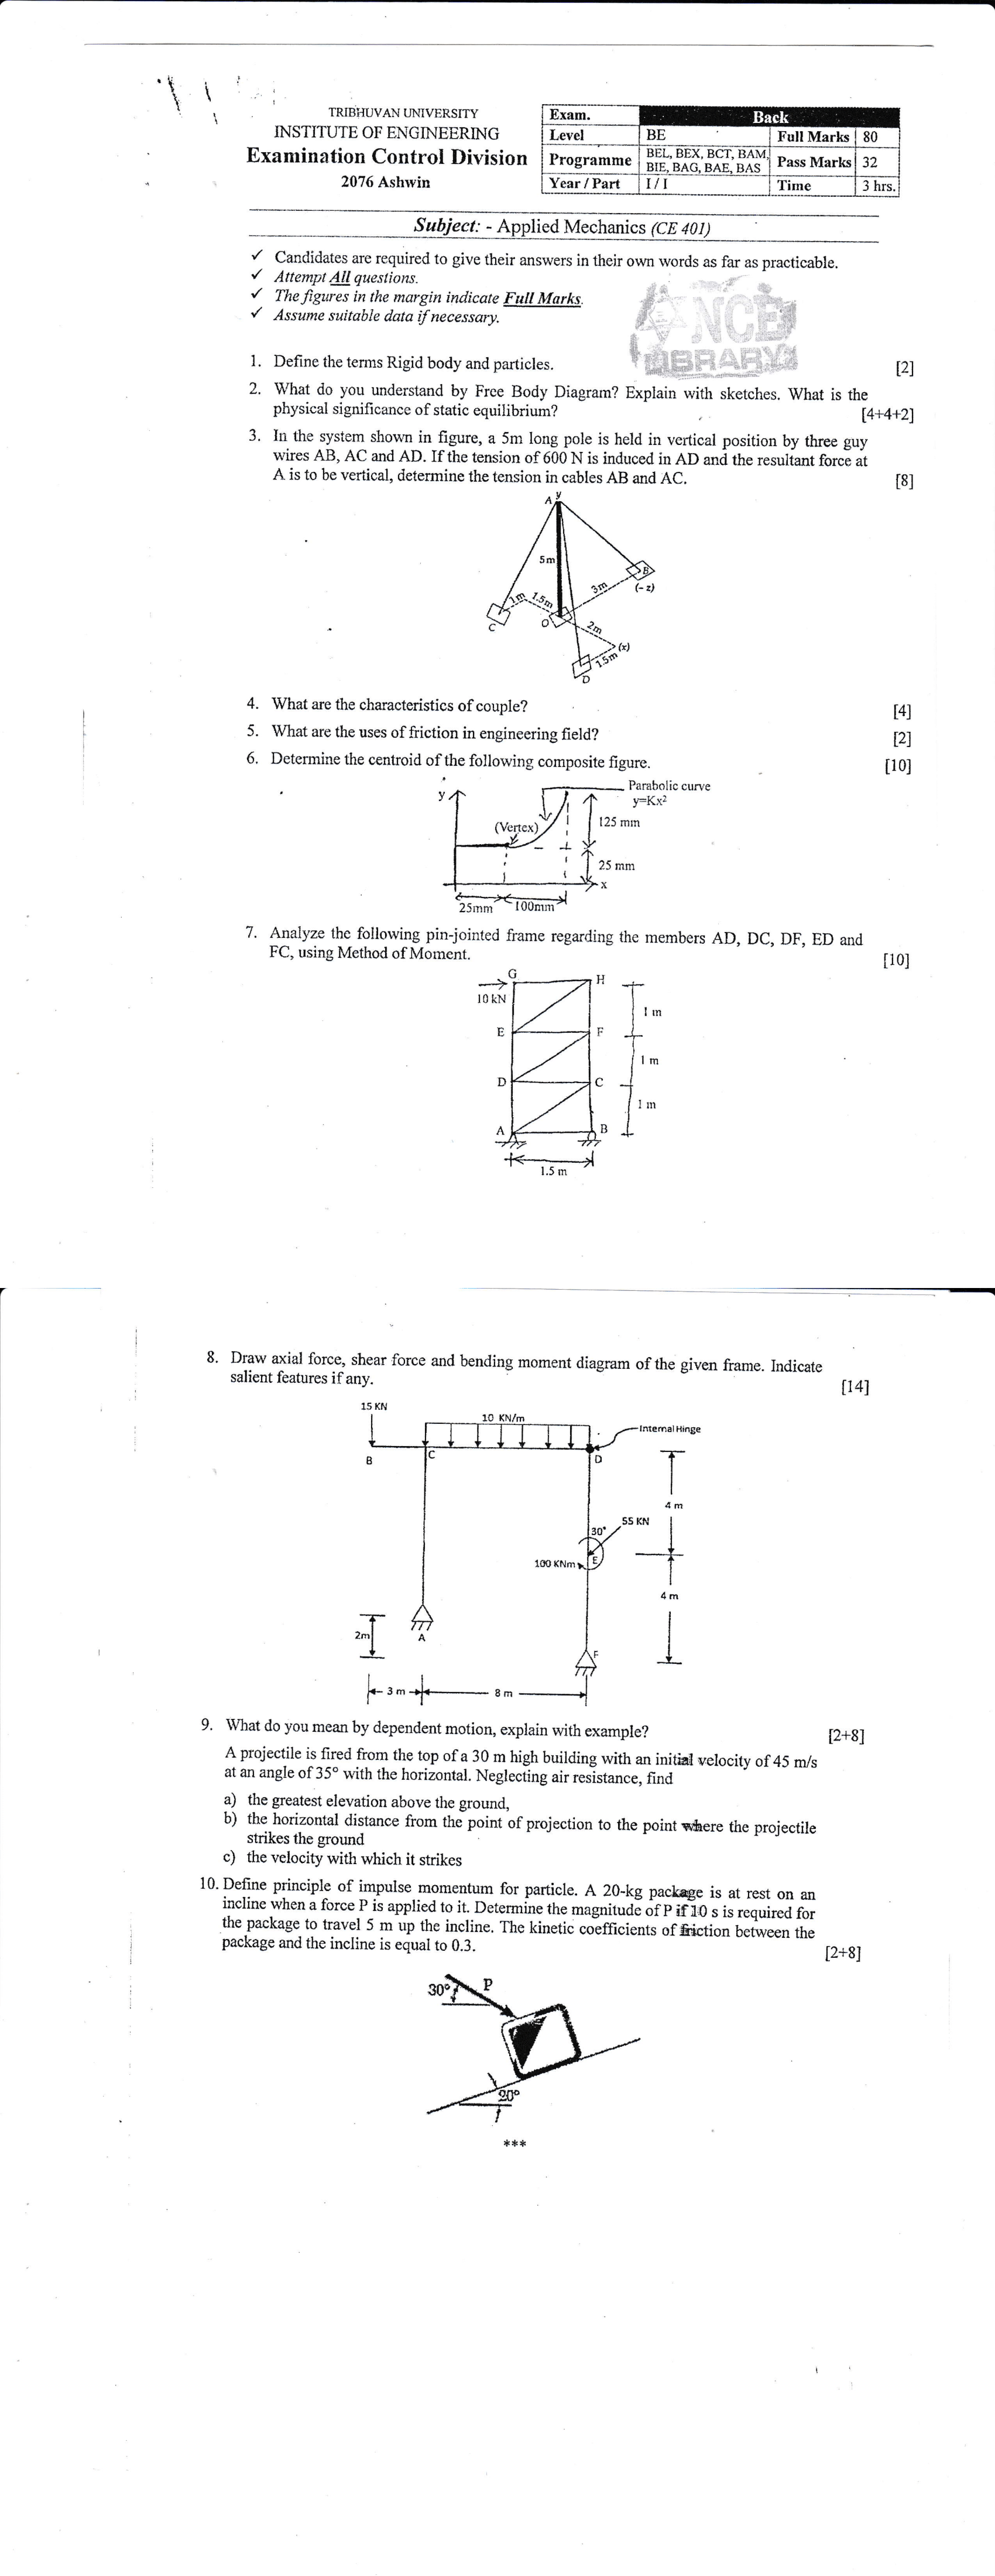 TRIBHUVAN UNIVERSITY
INSTITUTE OF ENGINEERING
Examination Control Division
2076 Ashwin
Exam. Back
Level BE Full Marks 80
Programme BEL, BEX, BCT, BAM, BIE, BAG, BAE, BAS Pass Marks 32
Year / Part I / I Time 3 hrs.
Subject: - Applied Mechanics (CE 401)
✓ Candidates are required to give their answers in their own words as far as practicable.
✓ Attempt All questions.
✓ The figures in the margin indicate Full Marks.
✓ Assume suitable data if necessary.
NCE
LIBRARY
1. Define the terms Rigid body and particles. [2]
2. What do you understand by Free Body Diagram? Explain with sketches. What is the
physical significance of static equilibrium? [4+4+2]
3. In the system shown in figure, a 5m long pole is held in vertical position by three guy
wires AB, AC and AD. If the tension of 600 N is induced in AD and the resultant force at
A is to be vertical, determine the tension in cables AB and AC. [8]
y
A
5m
B
3m
(- z)
1m
1.5m
C
O
2m
(x)
1.5m
D
4. What are the characteristics of couple? [4]
5. What are the uses of friction in engineering field? [2]
6. Determine the centroid of the following composite figure. [10]
Parabolic curve
y=Kx²
y
(Vertex)
125 mm
25 mm
x
25mm 100mm
7. Analyze the following pin-jointed frame regarding the members AD, DC, DF, ED and
FC, using Method of Moment. [10]
G H
10 kN
1 m
E F
1 m
D C
1 m
A B
1.5 m
8. Draw axial force, shear force and bending moment diagram of the given frame. Indicate
salient features if any. [14]
15 KN
10 KN/m
Internal Hinge
B C D
4 m
55 KN
30°
100 KNm E
4 m
2m
A
F
3 m 8 m
9. What do you mean by dependent motion, explain with example? [2+8]
A projectile is fired from the top of a 30 m high building with an initial velocity of 45 m/s
at an angle of 35° with the horizontal. Neglecting air resistance, find
a) the greatest elevation above the ground,
b) the horizontal distance from the point of projection to the point where the projectile
strikes the ground
c) the velocity with which it strikes
10. Define principle of impulse momentum for particle. A 20-kg package is at rest on an
incline when a force P is applied to it. Determine the magnitude of P if 10 s is required for
the package to travel 5 m up the incline. The kinetic coefficients of friction between the
package and the incline is equal to 0.3. [2+8]
30° P
20°
***